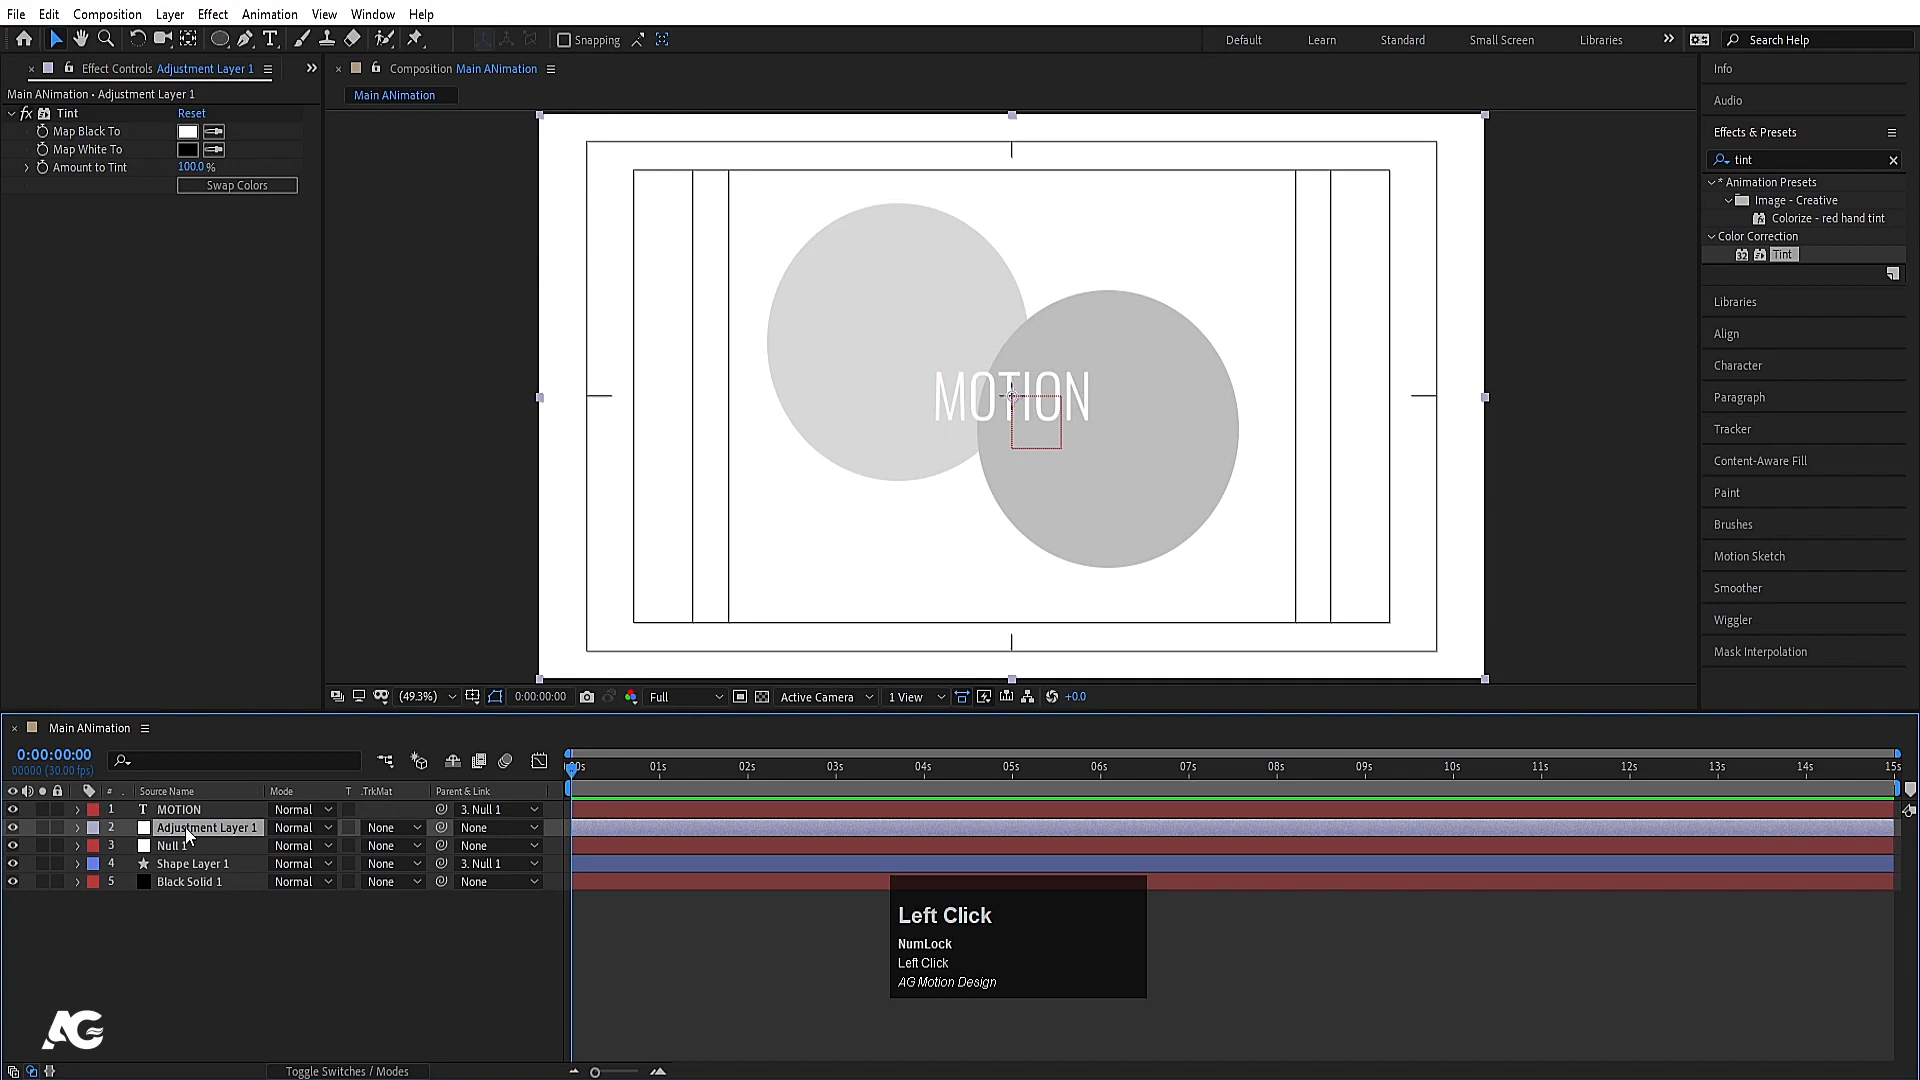 File Edit Composition Layer Effect Animation View Window Help
Snapping
Default Learn Standard Small Screen Libraries
Search Help
Effect Controls Adjustment Layer 1
Composition Main ANimation
Main ANimation • Adjustment Layer 1
Main ANimation
fx Tint Reset
Map Black To
Map White To
Amount to Tint 100.0 %
Swap Colors
MOTION
Info
Audio
Effects & Presets
tint
* Animation Presets
Image - Creative
Colorize - red hand tint
Color Correction
32 Tint
Libraries
Align
Character
Paragraph
Tracker
Content-Aware Fill
Paint
Brushes
Motion Sketch
Smoother
Wiggler
Mask Interpolation
(49.3%) 0:00:00:00 Full Active Camera 1 View +0.0
Main ANimation
0:00:00:00
00000 (30.00 fps)
01s 02s 03s 04s 05s 06s 07s 08s 09s 10s 11s 12s 13s 14s 15s
# Source Name Mode T .TrkMat Parent & Link
1 T MOTION Normal 3. Null 1
2 Adjustment Layer 1 Normal None None
3 Null 1 Normal None None
4 Shape Layer 1 Normal None 3. Null 1
5 Black Solid 1 Normal None None
Left Click
NumLock
Left Click
AG Motion Design
AG
Toggle Switches / Modes